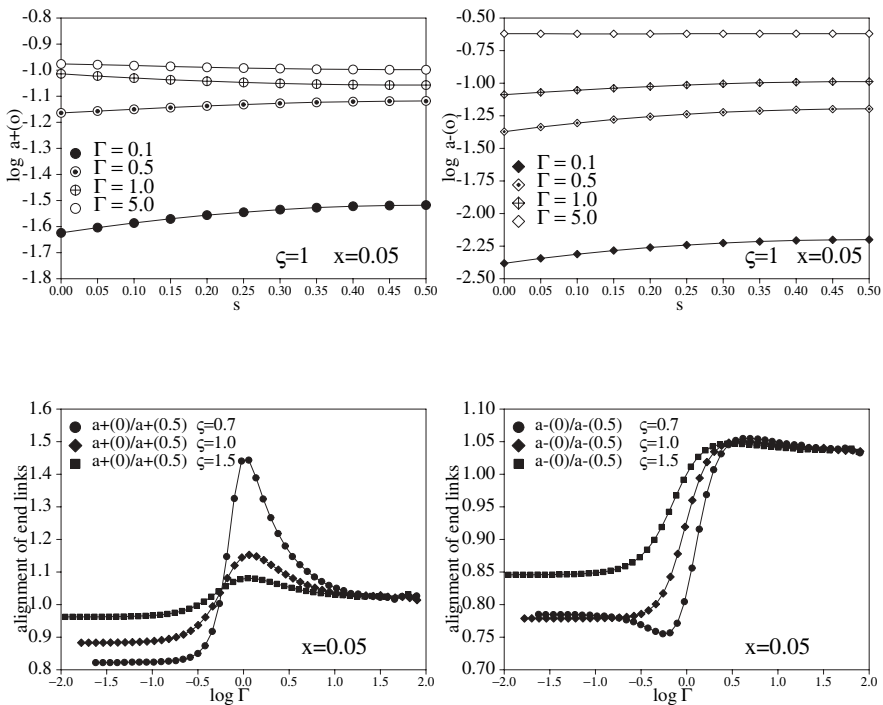 -0.8
-0.9
-1.0
-1.1
-1.2
-1.3
-1.4
-1.5
-1.6
-1.7
-1.8
log a+(o)
Γ = 0.1
Γ = 0.5
Γ = 1.0
Γ = 5.0
ς=1 x=0.05
0.00 0.05 0.10 0.15 0.20 0.25 0.30 0.35 0.40 0.45 0.50
s
-0.50
-0.75
-1.00
-1.25
-1.50
-1.75
-2.00
-2.25
-2.50
log a-(o)
Γ = 0.1
Γ = 0.5
Γ = 1.0
Γ = 5.0
ς=1 x=0.05
0.00 0.05 0.10 0.15 0.20 0.25 0.30 0.35 0.40 0.45 0.50
s
1.6
1.5
1.4
1.3
1.2
1.1
1.0
0.9
0.8
alignment of end links
a+(0)/a+(0.5) ς=0.7
a+(0)/a+(0.5) ς=1.0
a+(0)/a+(0.5) ς=1.5
x=0.05
−2.0 −1.5 −1.0 −0.5 0.0 0.5 1.0 1.5 2.0
log Γ
1.10
1.05
1.00
0.95
0.90
0.85
0.80
0.75
0.70
alignment of end links
a-(0)/a-(0.5) ς=0.7
a-(0)/a-(0.5) ς=1.0
a-(0)/a-(0.5) ς=1.5
x=0.05
−2.0 −1.5 −1.0 −0.5 0.0 0.5 1.0 1.5 2.0
log Γ